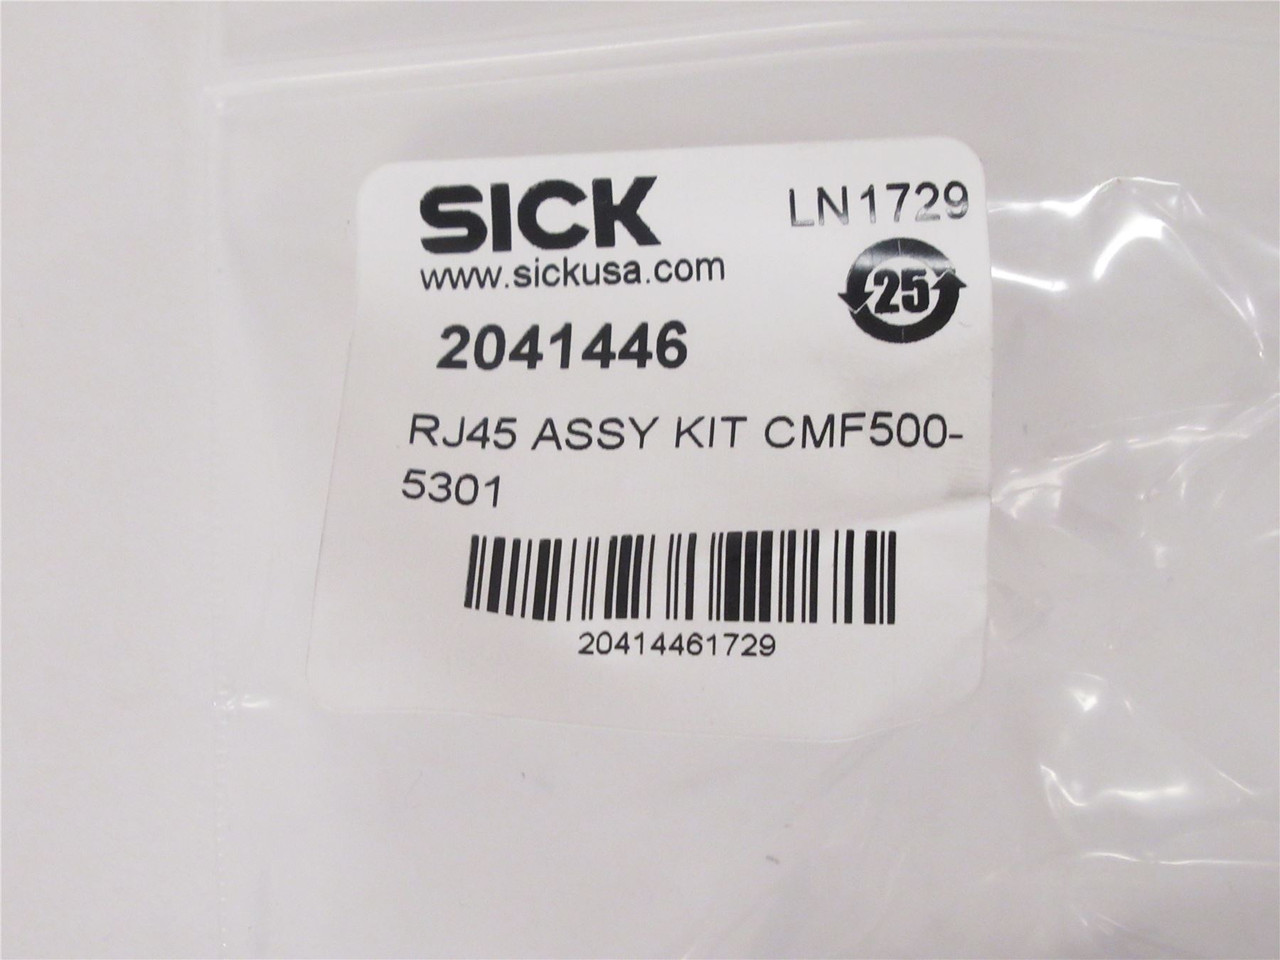 SICK
LN1729
www.sickusa.com
25
2041446
RJ45 ASSY KIT CMF500-
5301
20414461729